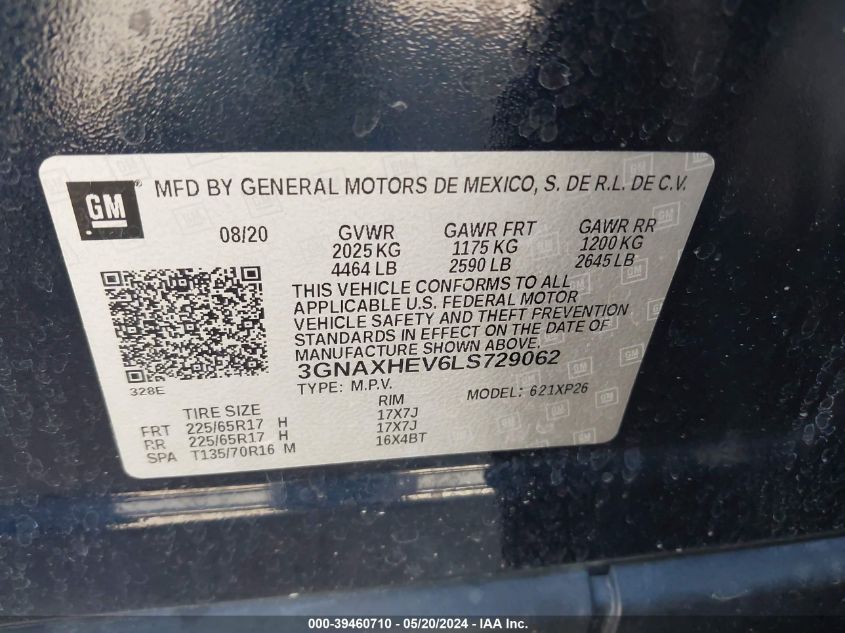 GM
MFD BY GENERAL MOTORS DE MEXICO, S. DE R.L. DE C.V.
08/20 GVWR GAWR FRT GAWR RR
2025 KG 1175 KG 1200 KG
4464 LB 2590 LB 2645 LB
THIS VEHICLE CONFORMS TO ALL
APPLICABLE U.S. FEDERAL MOTOR
VEHICLE SAFETY AND THEFT PREVENTION
STANDARDS IN EFFECT ON THE DATE OF
MANUFACTURE SHOWN ABOVE.
3GNAXHEV6LS729062
328E
TYPE: M.P.V. MODEL: 621XP26
TIRE SIZE RIM
FRT 225/65R17 H 17X7J
RR 225/65R17 H 17X7J
SPA T135/70R16 M 16X4BT
000-39460710 - 05/20/2024 - IAA Holdings, LLC.